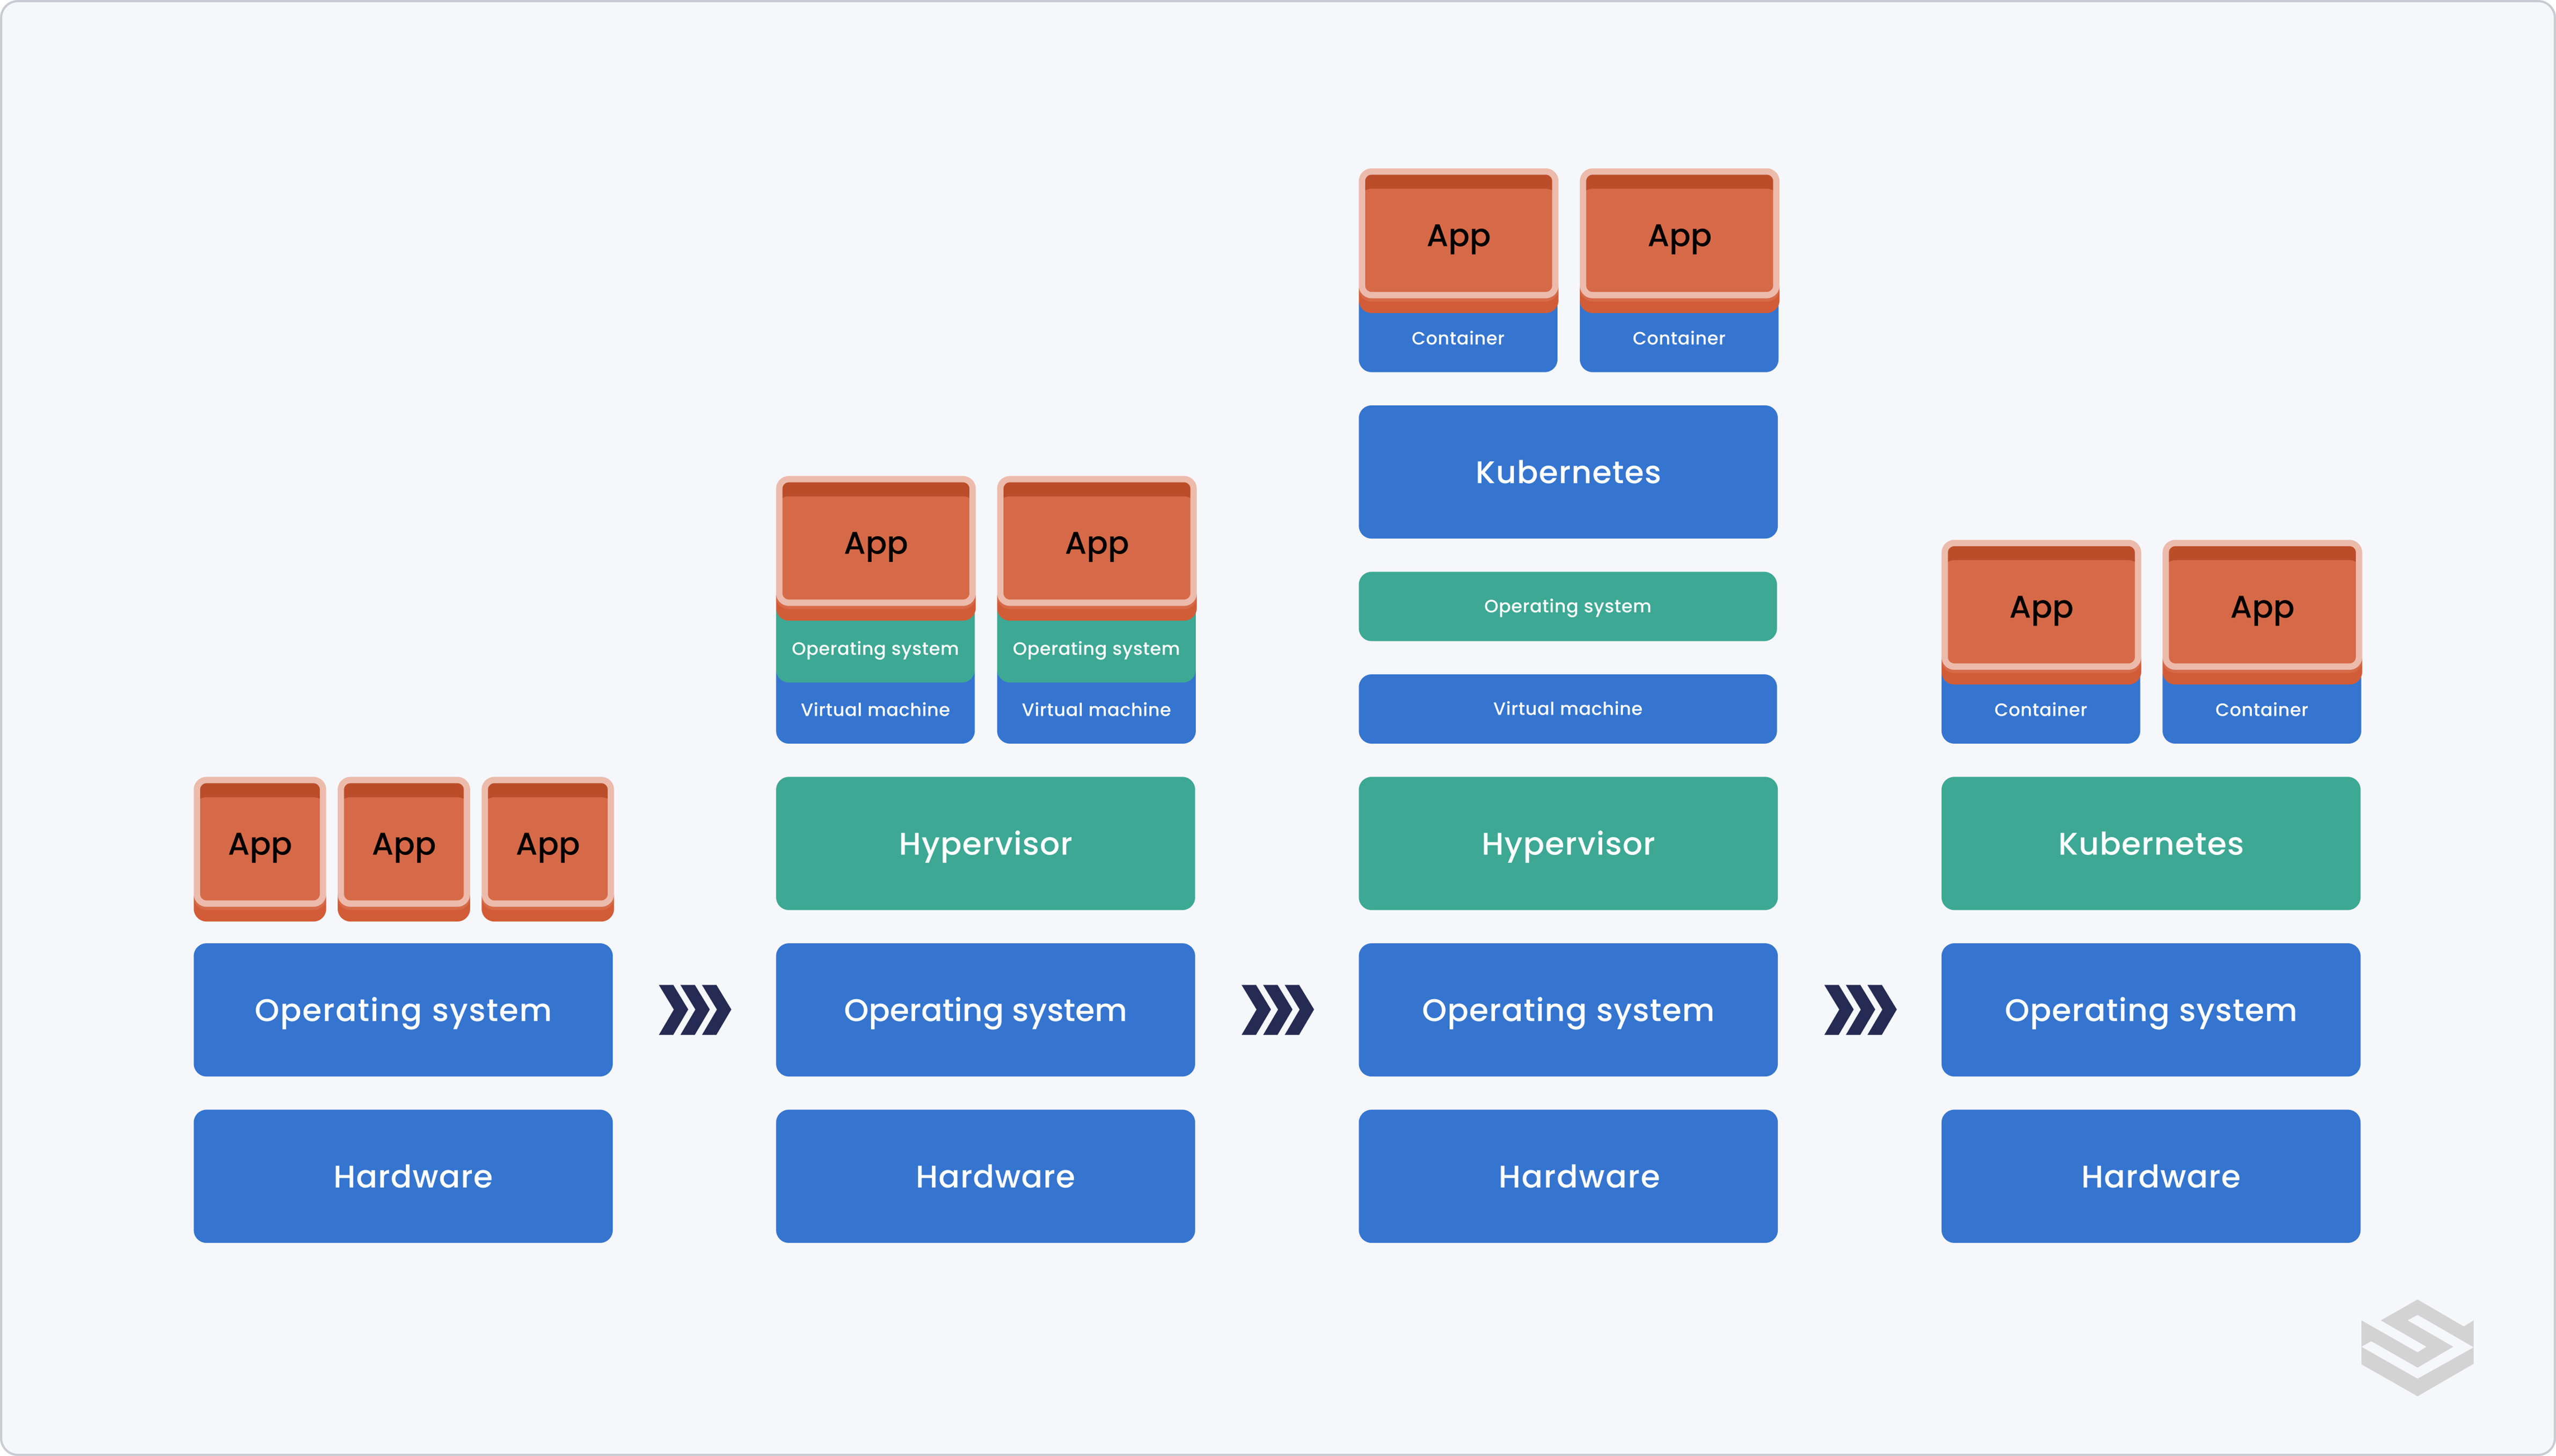 App
App
App
Operating system
Hardware
App
App
Operating system
Operating system
Virtual machine
Virtual machine
Hypervisor
Operating system
Hardware
App
App
Container
Container
Kubernetes
Operating system
Virtual machine
Hypervisor
Operating system
Hardware
App
App
Container
Container
Kubernetes
Operating system
Hardware